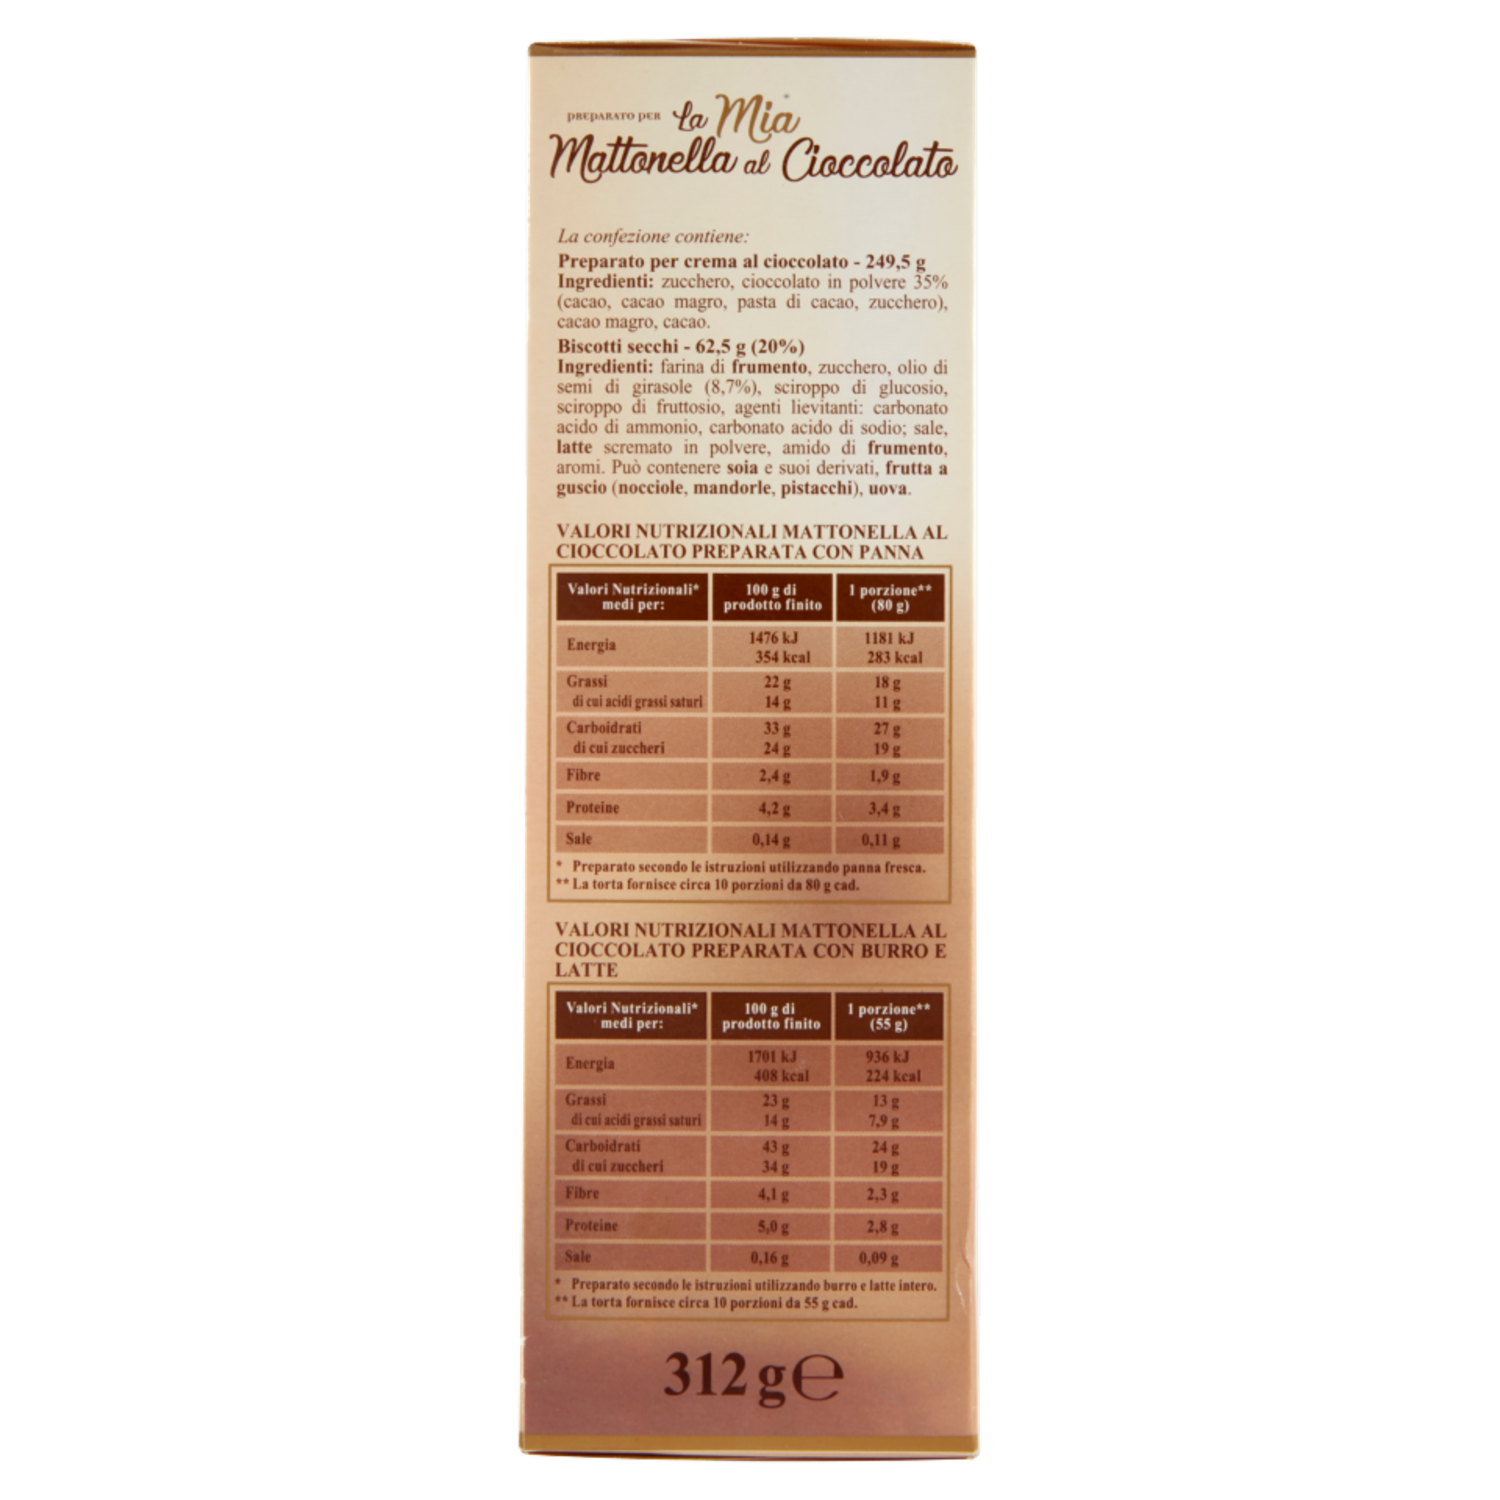 PREPARATO PER La Mia
Mattonella al Cioccolato
La confezione contiene:
Preparato per crema al cioccolato - 249,5 g
Ingredienti: zucchero, cioccolato in polvere 35%
(cacao, cacao magro, pasta di cacao, zucchero),
cacao magro, cacao.
Biscotti secchi - 62,5 g (20%)
Ingredienti: farina di frumento, zucchero, olio di
semi di girasole (8,7%), sciroppo di glucosio,
sciroppo di fruttosio, agenti lievitanti: carbonato
acido di ammonio, carbonato acido di sodio; sale,
latte scremato in polvere, amido di frumento,
aromi. Può contenere soia e suoi derivati, frutta a
guscio (nocciole, mandorle, pistacchi), uova.
VALORI NUTRIZIONALI MATTONELLA AL
CIOCCOLATO PREPARATA CON PANNA
Valori Nutrizionali* 100 g di 1 porzione**
medi per: prodotto finito (80 g)
Energia 1476 kJ 1181 kJ
354 kcal 283 kcal
Grassi 22 g 18 g
di cui acidi grassi saturi 14 g 11 g
Carboidrati 33 g 27 g
di cui zuccheri 24 g 19 g
Fibre 2,4 g 1,9 g
Proteine 4,2 g 3,4 g
Sale 0,14 g 0,11 g
* Preparato secondo le istruzioni utilizzando panna fresca.
** La torta fornisce circa 10 porzioni da 80 g cad.
VALORI NUTRIZIONALI MATTONELLA AL
CIOCCOLATO PREPARATA CON BURRO E
LATTE
Valori Nutrizionali* 100 g di 1 porzione**
medi per: prodotto finito (55 g)
Energia 1701 kJ 936 kJ
408 kcal 224 kcal
Grassi 23 g 13 g
di cui acidi grassi saturi 14 g 7,9 g
Carboidrati 43 g 24 g
di cui zuccheri 34 g 19 g
Fibre 4,1 g 2,3 g
Proteine 5,0 g 2,8 g
Sale 0,16 g 0,09 g
* Preparato secondo le istruzioni utilizzando burro e latte intero.
** La torta fornisce circa 10 porzioni da 55 g cad.
312 g ℮